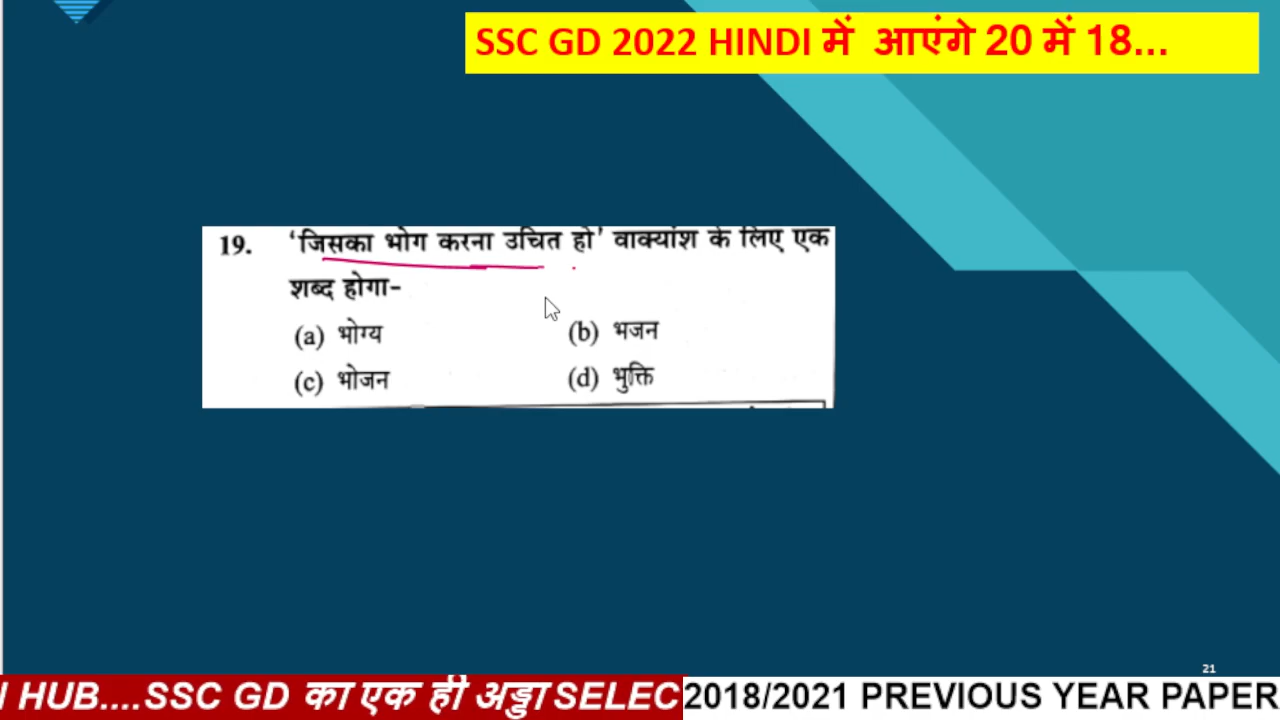 SSC GD 2022 HINDI में आएंगे 20 में 18...
19. 'जिसका भोग करना उचित हो' वाक्यांश के लिए एक
शब्द होगा-
(a) भोग्य (b) भजन
(c) भोजन (d) भुक्ति
21
HUB....SSC GD का एक ही अड्डा SELEC 2018/2021 PREVIOUS YEAR PAPER